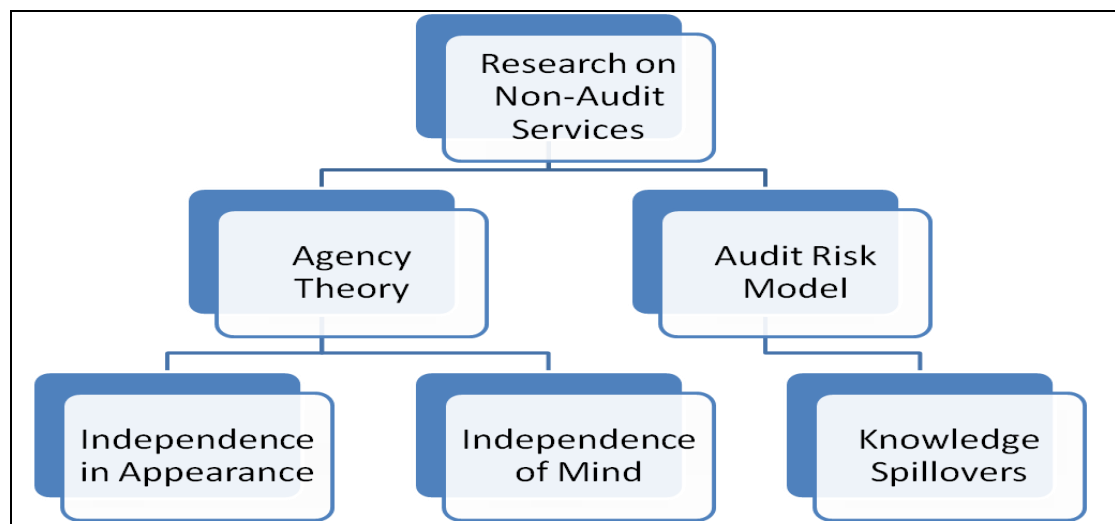 Research on
Non-Audit
Services
Agency
Theory
Audit Risk
Model
Independence
in Appearance
Independence
of Mind
Knowledge
Spillovers